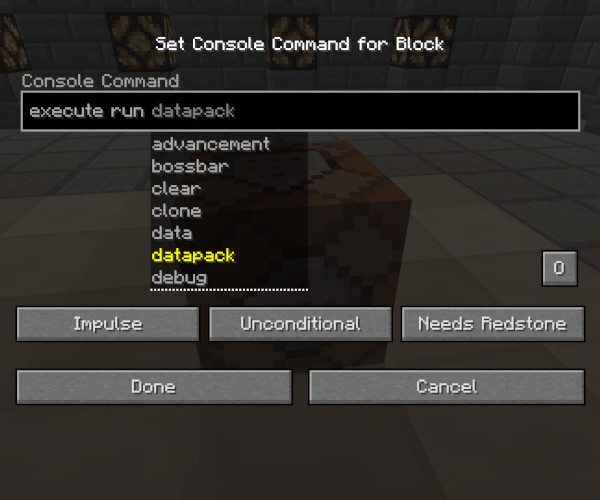 Set Console Command for Block
Console Command
execute run datapack
advancement
bossbar
clear
clone
data
datapack
debug
O
Impulse Unconditional Needs Redstone
Done Cancel